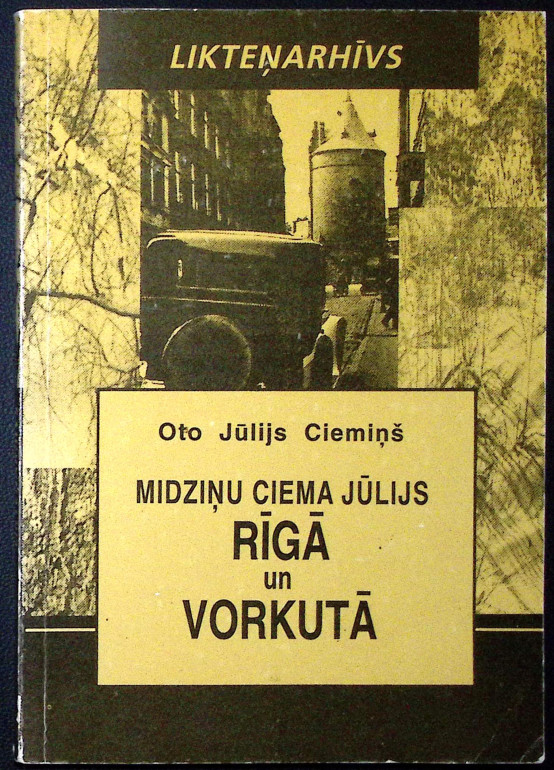 LIKTEŅARHĪVS
Oto Jūlijs Ciemiņš
MIDZIŅU CIEMA JŪLIJS
RĪGĀ
un
VORKUTĀ